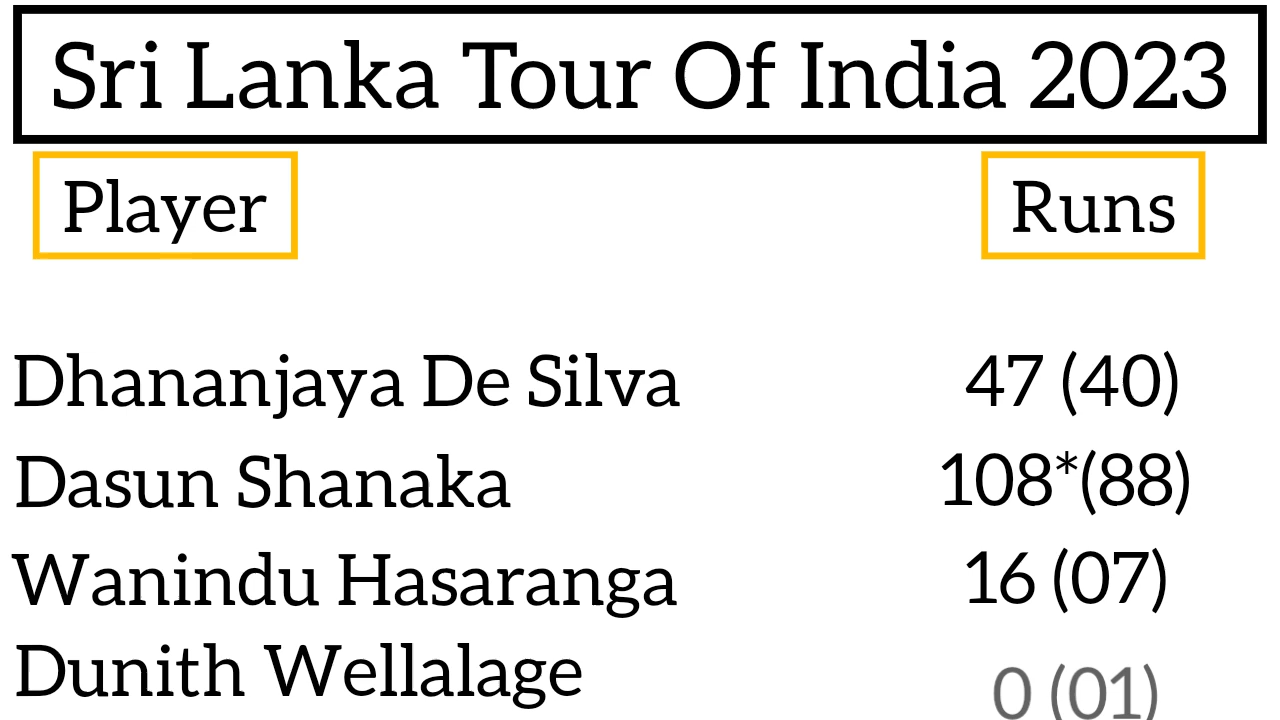 Sri Lanka Tour Of India 2023
Player Runs
Dhananjaya De Silva 47 (40)
Dasun Shanaka 108*(88)
Wanindu Hasaranga 16 (07)
Dunith Wellalage 0 (01)